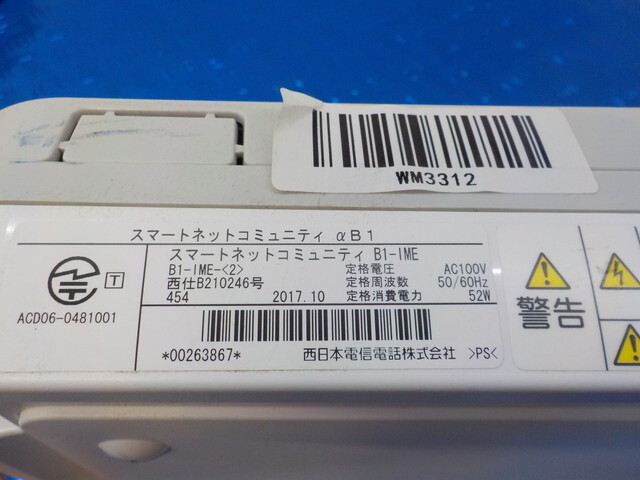 WM3312
スマートネットコミュニティ αB1
スマートネットコミュニティ B1-IME
B1-IME-<2> 定格電圧 AC100V
西仕B210246号 定格周波数 50/60Hz
454 2017.10 定格消費電力 52W
T
ACD06-0481001
*00263867* 西日本電信電話株式会社 >PS<
警告